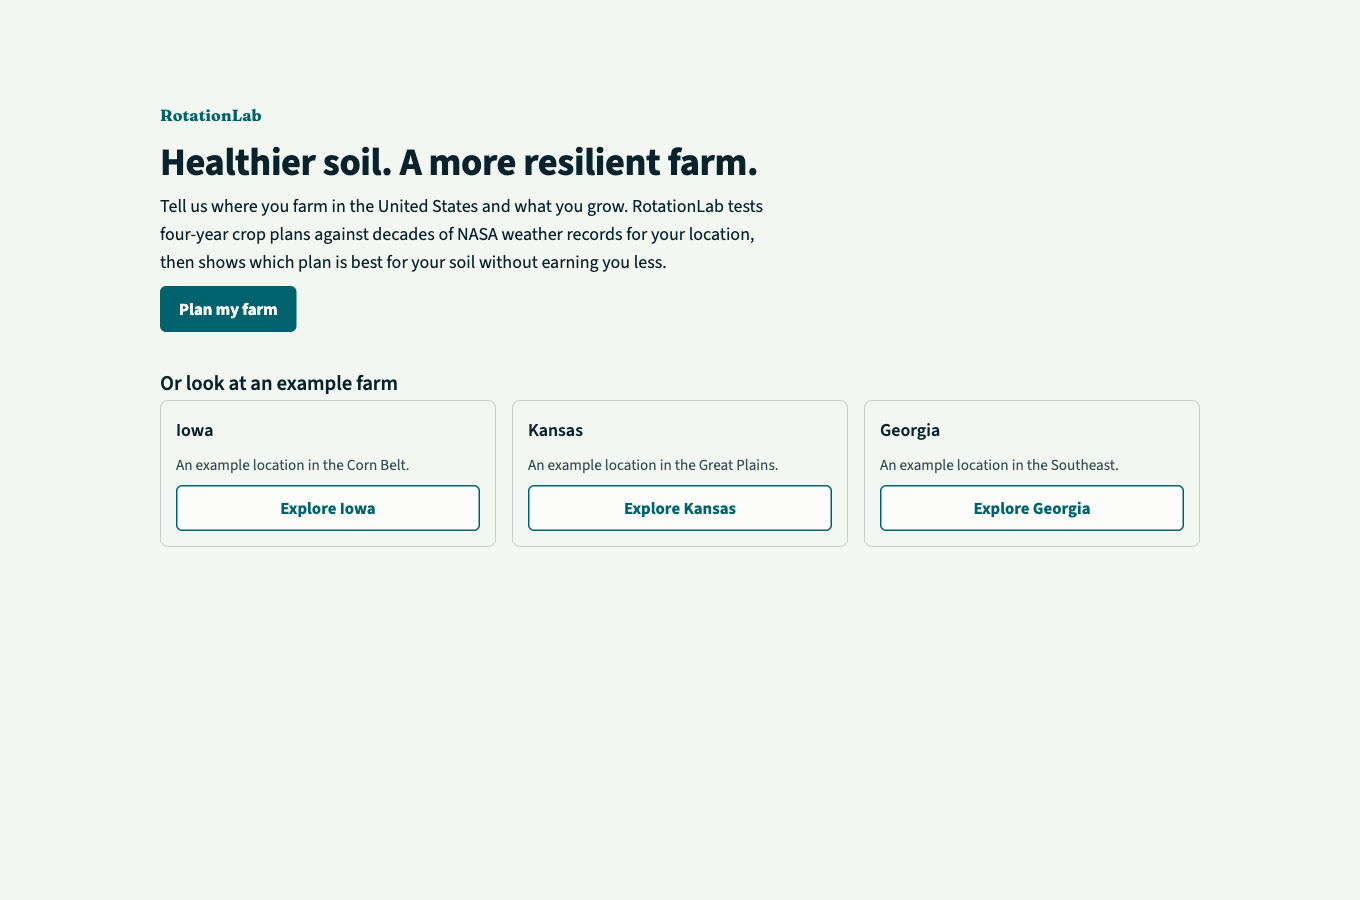 RotationLab
Healthier soil. A more resilient farm.
Tell us where you farm in the United States and what you grow. RotationLab tests
four-year crop plans against decades of NASA weather records for your location,
then shows which plan is best for your soil without earning you less.
Plan my farm
Or look at an example farm
Iowa
An example location in the Corn Belt.
Explore Iowa
Kansas
An example location in the Great Plains.
Explore Kansas
Georgia
An example location in the Southeast.
Explore Georgia